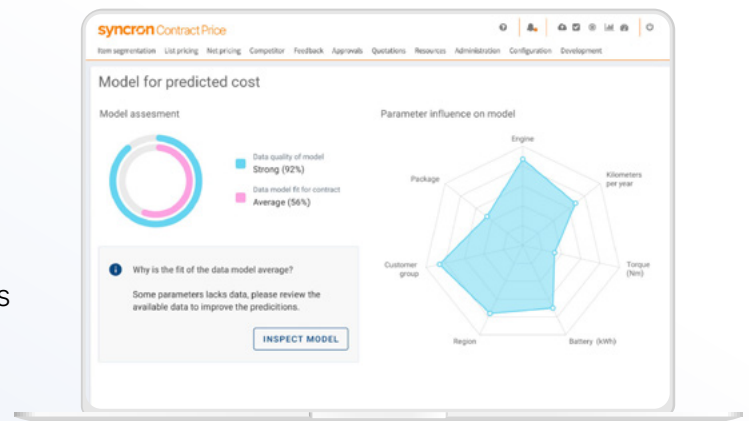 syncron Contract Price
Item segmentation List pricing Net pricing Competitor Feedback Approvals Quotations Resources Administration Configuration Development
Model for predicted cost
Model assesment
Data quality of model
Strong (92%)
Data model fit for contract
Average (56%)
Why is the fit of the data model average?
Some parameters lacks data, please review the
available data to improve the predicitions.
INSPECT MODEL
Parameter influence on model
Engine
Kilometers
per year
Torque
(Nm)
Battery (kWh)
Region
Customer
group
Package
s